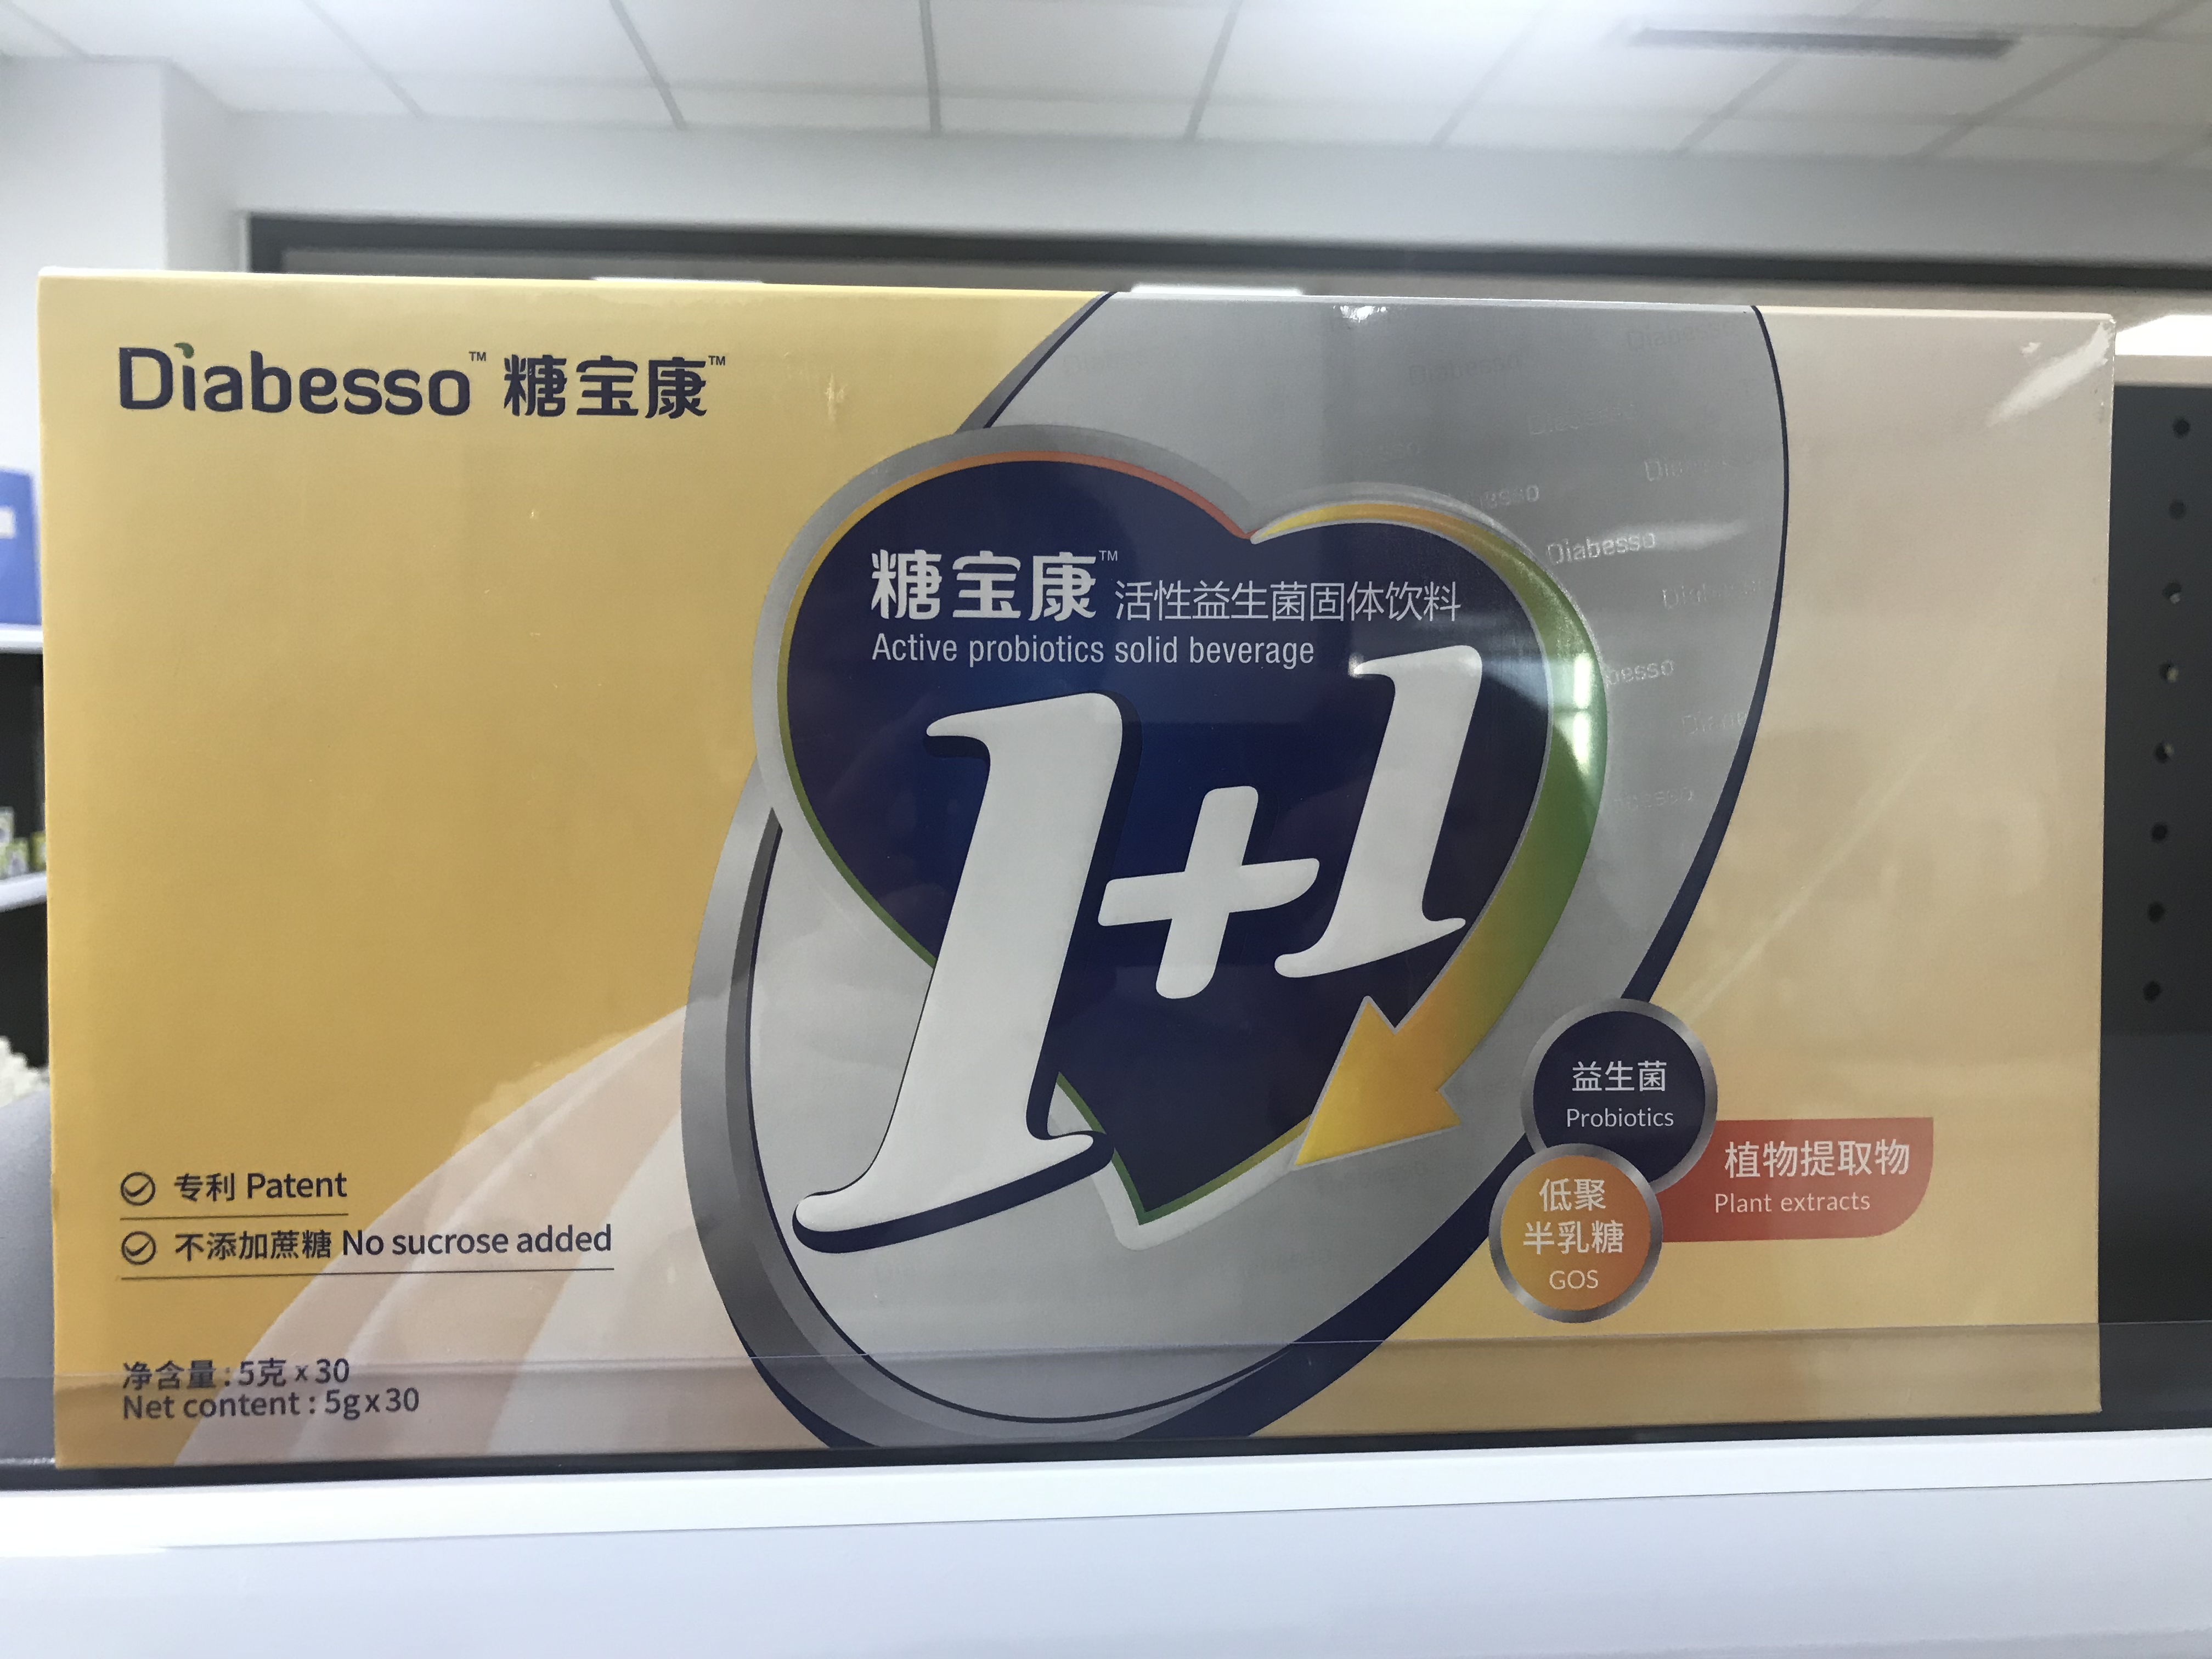 Diabesso™ 糖宝康™
糖宝康™ 活性益生菌固体饮料
Active probiotics solid beverage
1+1
Diabesso
益生菌
Probiotics
植物提取物
Plant extracts
低聚
半乳糖
GOS
专利 Patent
不添加蔗糖 No sucrose added
净含量:5克 x 30
Net content : 5g x 30